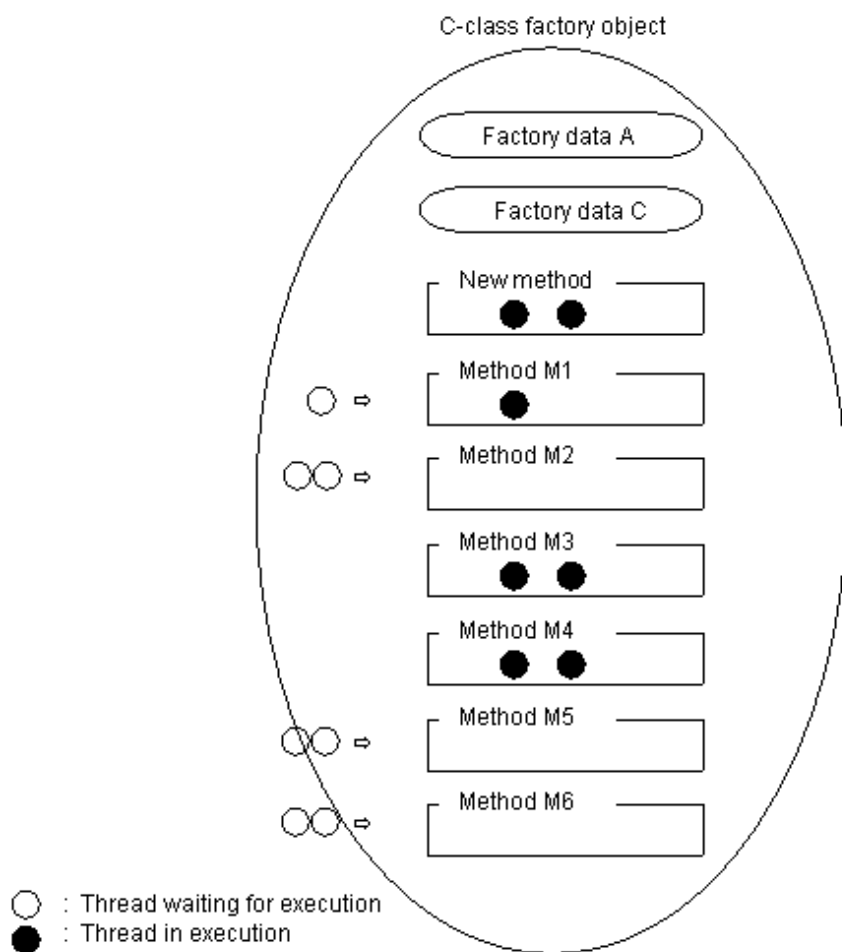 C-class factory object
Factory data A
Factory data C
New method
Method M1
Method M2
Method M3
Method M4
Method M5
Method M6
: Thread waiting for execution
: Thread in execution